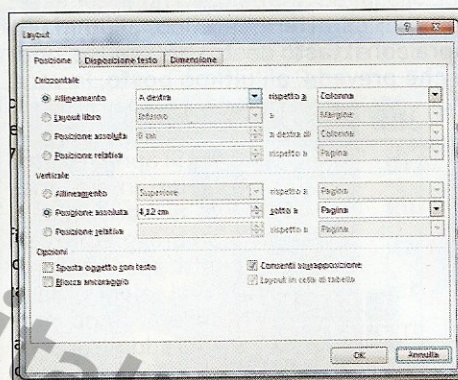 Layout
Posizione Disposizione testo Dimensione
Orizzontale
Allineamento A destra rispetto a Colonna
Layout libro Interno a Margine
Posizione assoluta 0 cm a destra di Colonna
Posizione relativa rispetto a Pagina
Verticale
Allineamento Superiore rispetto a Pagina
Posizione assoluta 4,12 cm sotto a Pagina
Posizione relativa rispetto a Pagina
Opzioni
Sposta oggetto con testo Consenti sovrapposizione
Blocca ancoraggio Layout in cella di tabella
OK Annulla